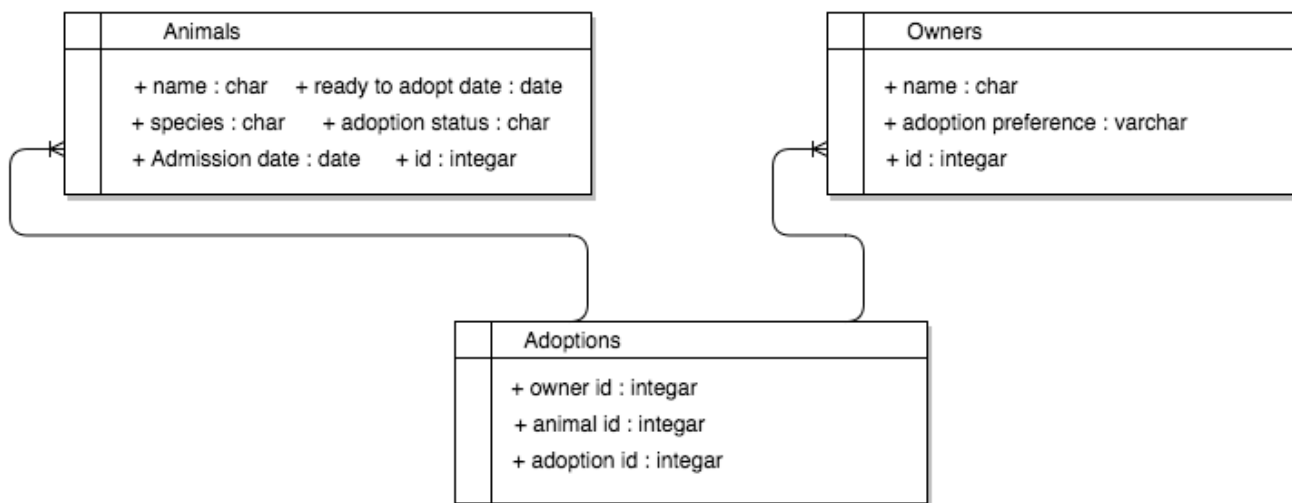 Animals
+ name : char + ready to adopt date : date
+ species : char + adoption status : char
+ Admission date : date + id : integar
Owners
+ name : char
+ adoption preference : varchar
+ id : integar
Adoptions
+ owner id : integar
+ animal id : integar
+ adoption id : integar